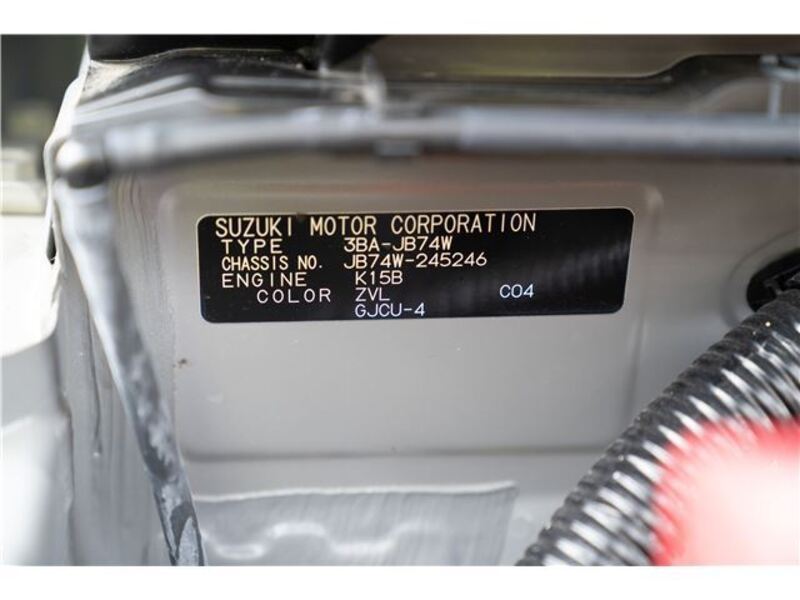 SUZUKI MOTOR CORPORATION
TYPE 3BA-JB74W
CHASSIS NO. JB74W-245246
ENGINE K15B
COLOR ZVL C04
GJCU-4